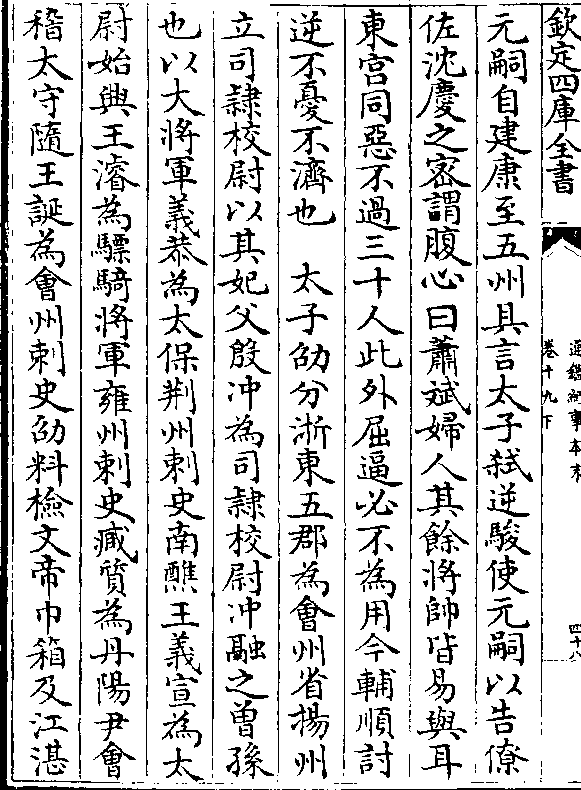 欽定四庫全書
通鑑紀事本末
卷十九下
四十八
元嗣自建康至五州具言太子弑逆駿使元嗣以告僚
佐沈慶之密謂腹心曰蕭斌婦人其餘將帥皆易與耳
東宮同惡不過三十人此外屈逼必不為用今輔順討
逆不憂不濟也　太子劭分浙東五郡為會州省揚州
立司隷校尉以其妃父殷冲為司隷校尉冲融之曾孫
也以大將軍義恭為太保荆州刺史南醮王義宣為太
尉始興王濬為驃騎將軍雍州刺史臧質為丹陽尹會
稽太守隨王誕為會州刺史劭料檢文帝巾箱及江湛